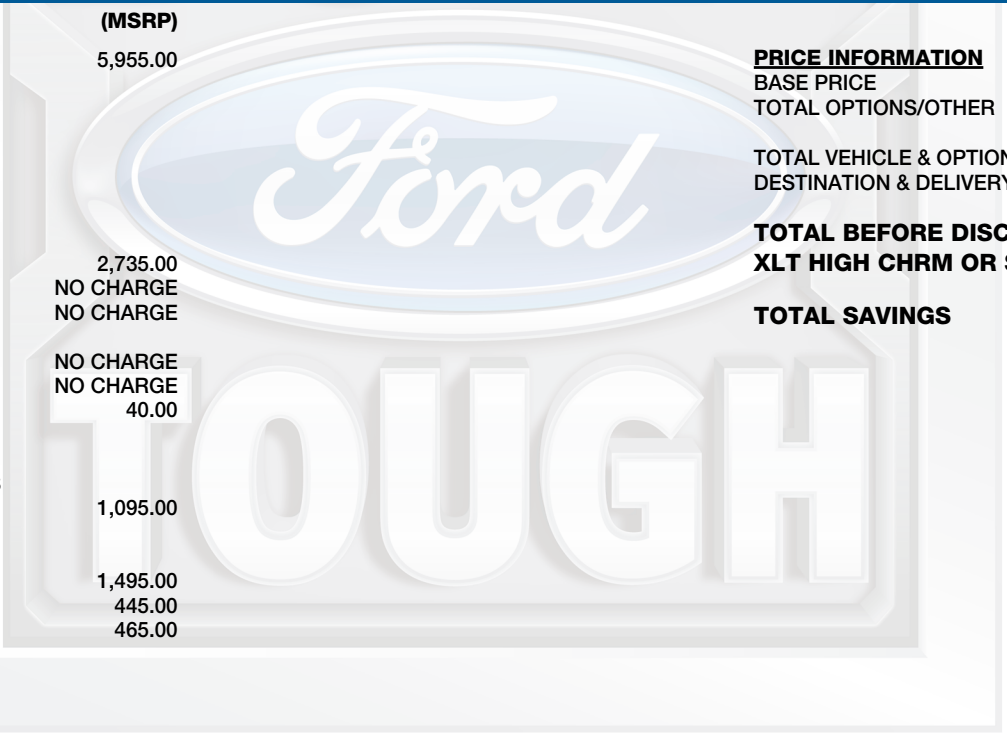 (MSRP)
5,955.00
2,735.00
NO CHARGE
NO CHARGE
NO CHARGE
NO CHARGE
40.00
1,095.00
1,495.00
445.00
465.00
PRICE INFORMATION
BASE PRICE
TOTAL OPTIONS/OTHER
TOTAL VEHICLE & OPTION
DESTINATION & DELIVERY
TOTAL BEFORE DISC
XLT HIGH CHRM OR S
TOTAL SAVINGS
Ford
TOUGH